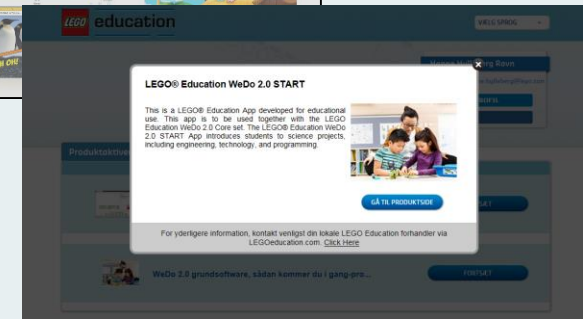 LEGO education
VÆLG SPROG
LEGO® Education WeDo 2.0 START
This is a LEGO® Education App developed for educational
use. This app is to be used together with the LEGO
Education WeDo 2.0 Core set. The LEGO® Education WeDo
2.0 START App introduces students to science projects,
including engineering, technology, and programming.
GÅ TIL PRODUKTSIDE
For yderligere information, kontakt venligst din lokale LEGO Education forhandler via
LEGOeducation.com. Click Here
WeDo 2.0 grundsoftware, sådan kommer du i gang-pro...
FORTSÆT